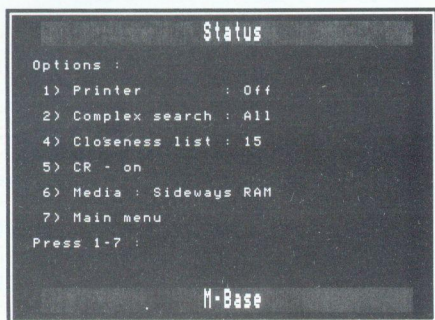 Status
Options :
1) Printer : Off
2) Complex search : All
4) Closeness list : 15
5) CR - on
6) Media : Sideways RAM
7) Main menu
Press 1-7 :
M-Base